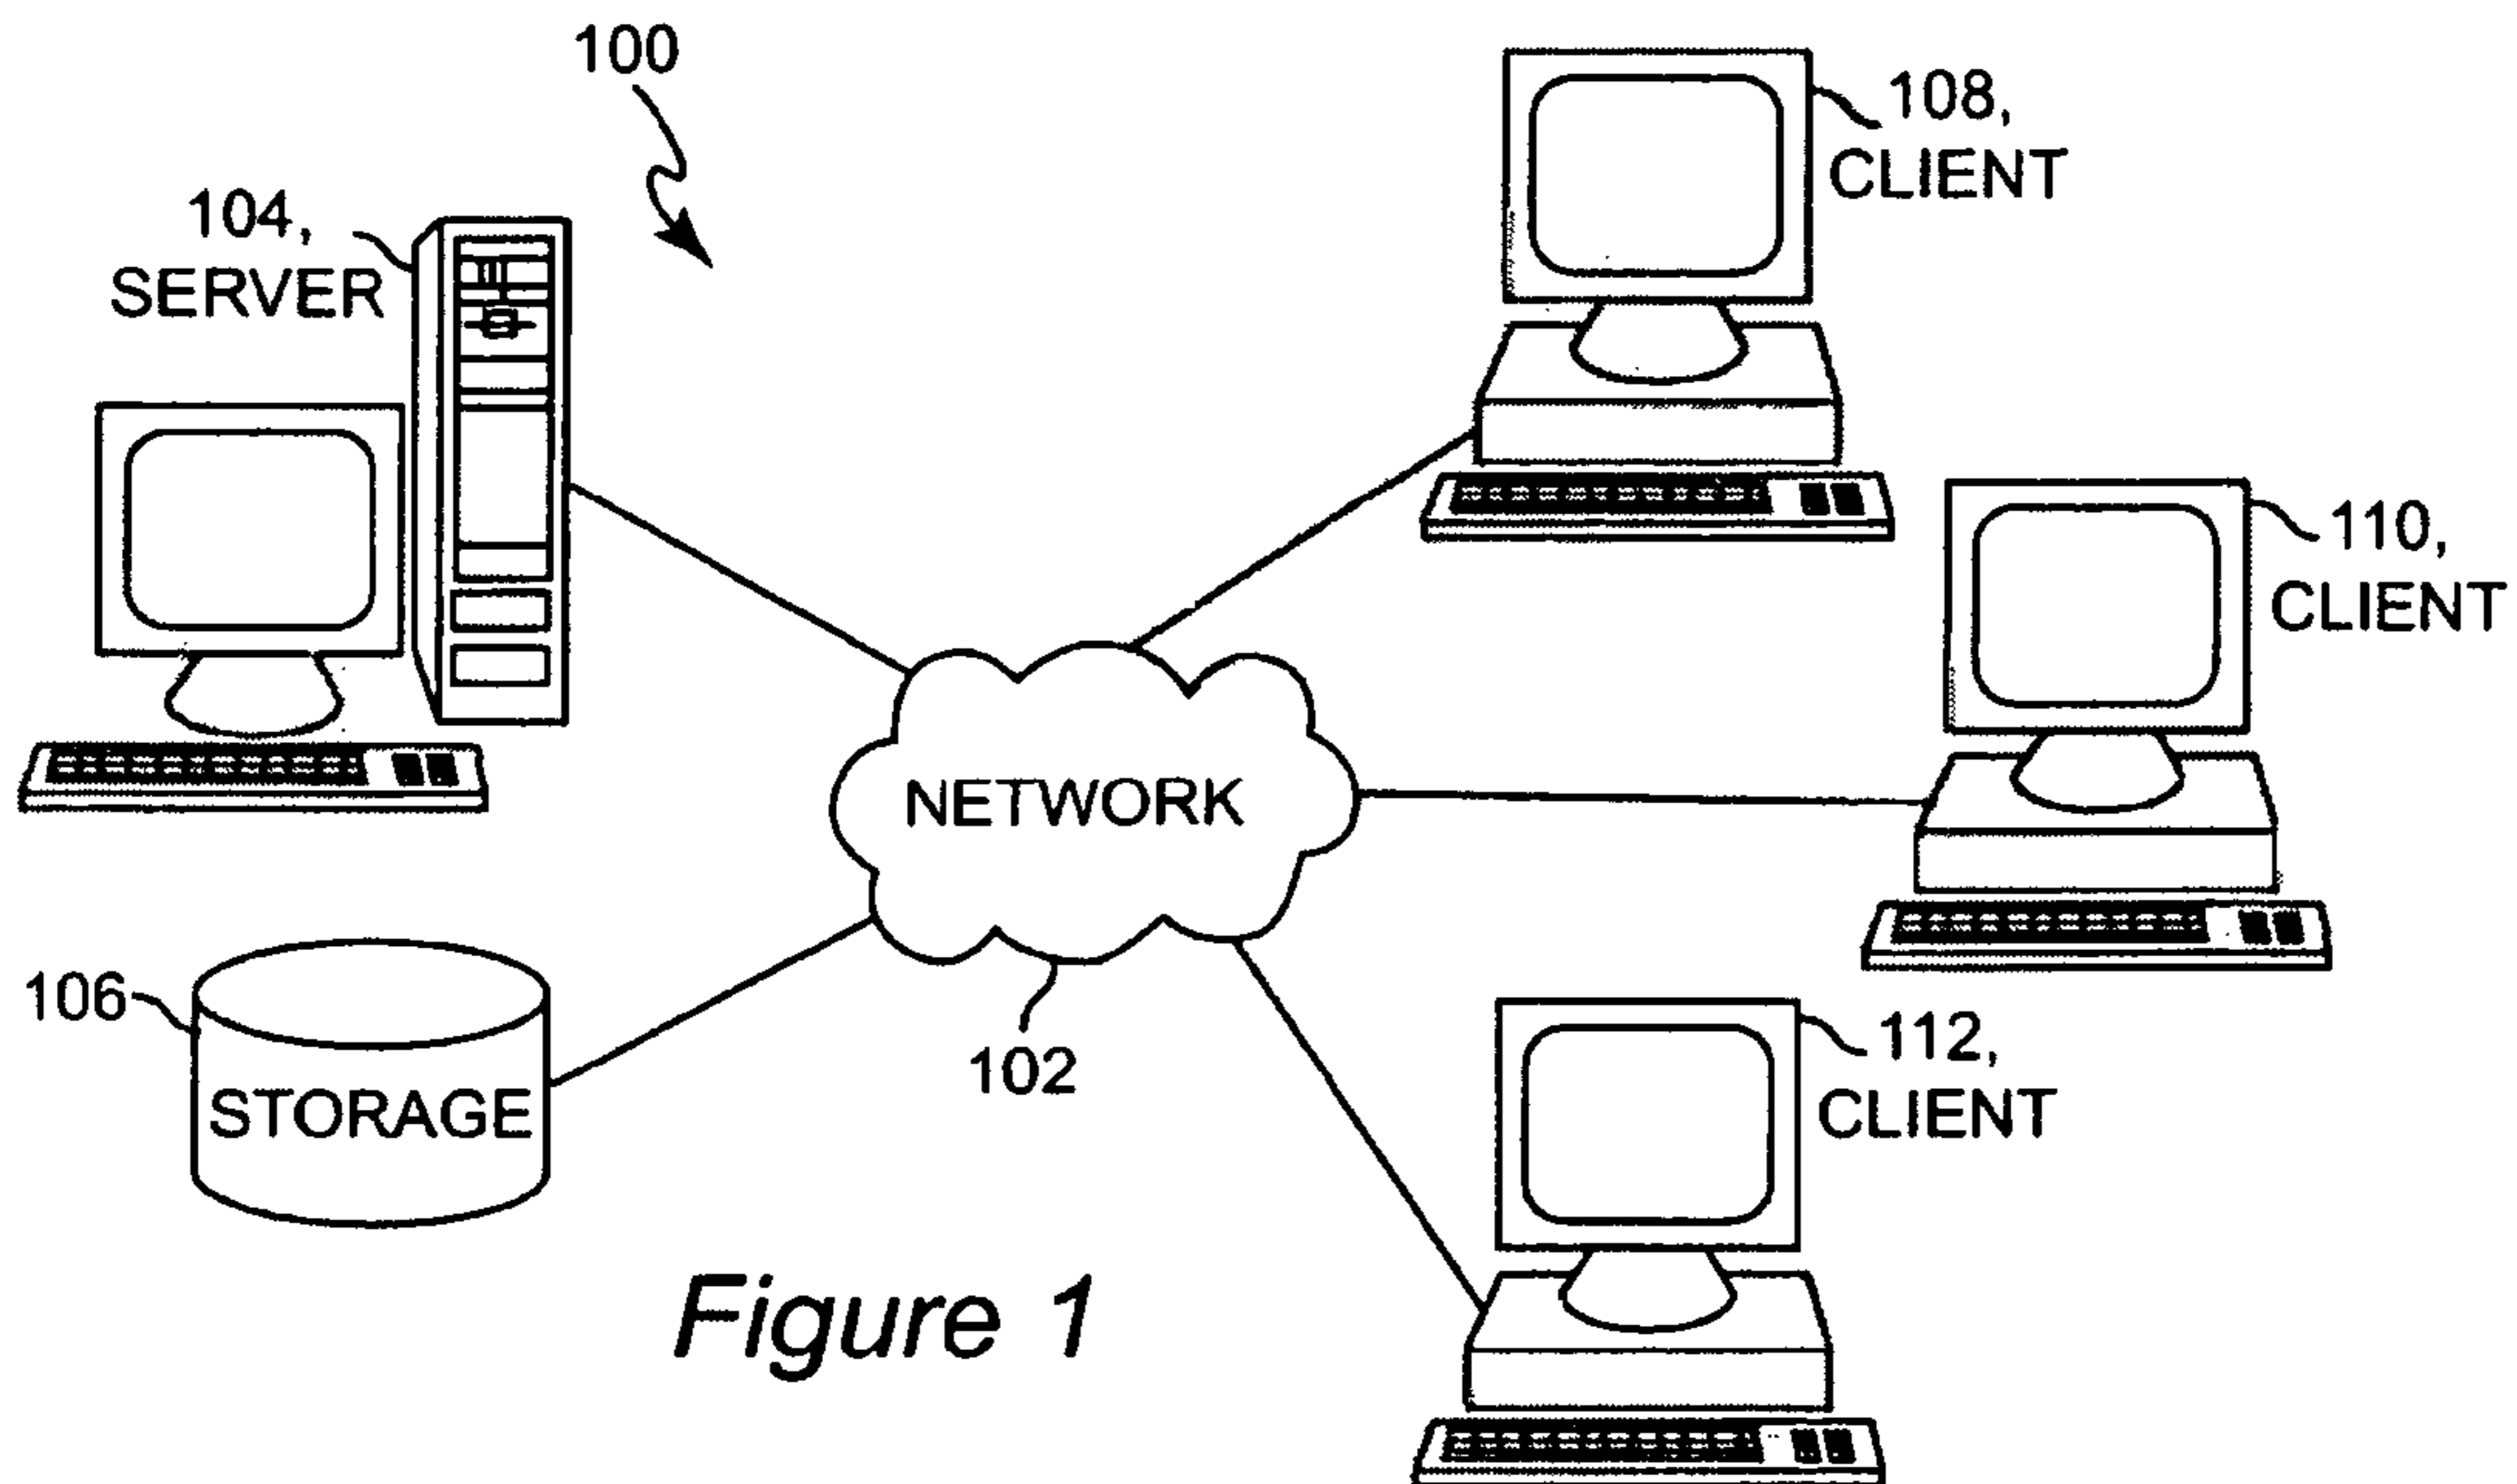 100
108,
CLIENT
104,
SERVER
110,
CLIENT
NETWORK
106
STORAGE
102
112,
CLIENT
Figure 1